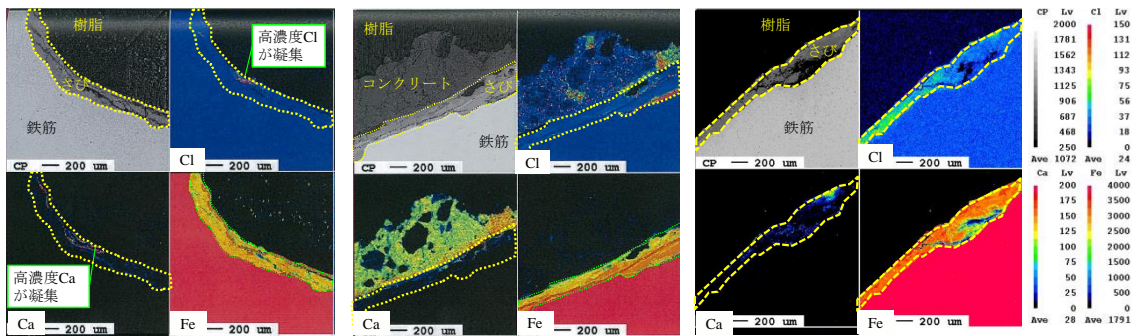 樹脂
高濃度Cl
が凝集
さび
鉄筋
CP
200 um
Cl
200 um
高濃度Ca
が凝集
Ca
200 um
Fe
200 um
樹脂
コンクリート
さび
鉄筋
CP
200 um
Cl
200 um
Ca
200 um
Fe
200 um
さび
樹脂
鉄筋
CP
200 um
Cl
200 um
Ca
200 um
Fe
200 um
CP Lv Cl Lv
2000 150
1781 131
1562 112
1343 93
1125 75
906 56
687 37
468 18
250 0
Ave 1072 Ave 24
Ca Lv Fe Lv
200 4000
175 3500
150 3000
125 2500
100 2000
75 1500
50 1000
25 500
0 0
Ave 28 Ave 1791